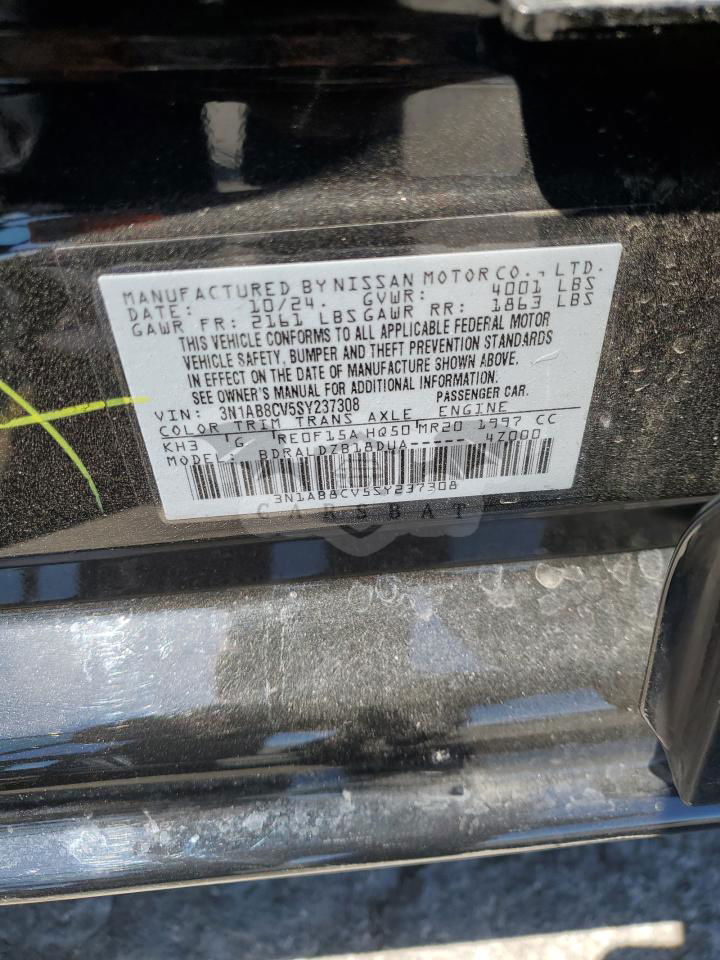 MANUFACTURED BY NISSAN MOTOR CO., LTD.
DATE: 10/24. GVWR: 4001 LBS
GAWR FR: 2161 LBS GAWR RR: 1863 LBS
THIS VEHICLE CONFORMS TO ALL APPLICABLE FEDERAL MOTOR
VEHICLE SAFETY, BUMPER AND THEFT PREVENTION STANDARDS
IN EFFECT ON THE DATE OF MANUFACTURE SHOWN ABOVE.
SEE OWNER'S MANUAL FOR ADDITIONAL INFORMATION.
VIN: 3N1AB8CV5SY237308 PASSENGER CAR.
COLOR TRIM TRANS AXLE ENGINE
KH3 G RE0F15A HQ50 MR20 1997 CC
MODEL: BDRALDZB18DUA-----4Z000
3N1AB8CV5SY237308
CARSBAT